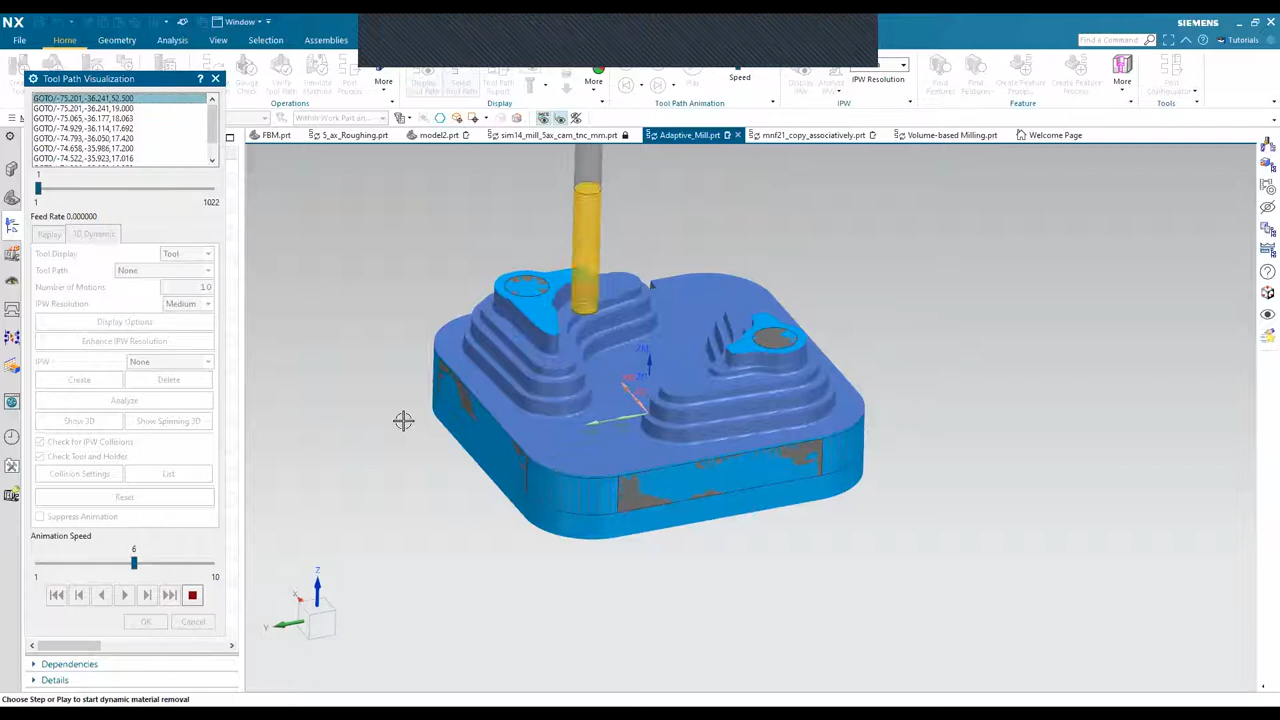 NX
Window
SIEMENS
File Home Geometry Analysis View Selection Assemblies
Find a Command
Tutorials
More
Display
More
Speed
IPW Resolution
More
Operations Display Tool Path Animation IPW Feature Tools
Tool Path Visualization
Within Work Part an
FBM.prt 5_ax_Roughing.prt model2.prt sim14_mill_5ax_cam_tnc_mm.prt Adaptive_Mill.prt mnf21_copy_associatively.prt Volume-based Milling.prt Welcome Page
GOTO/-75.201,-36.241,52.500
GOTO/-75.201,-36.241,19.000
GOTO/-75.065,-36.177,18.063
GOTO/-74.929,-36.114,17.692
GOTO/-74.793,-36.050,17.420
GOTO/-74.658,-35.986,17.200
GOTO/-74.522,-35.923,17.016
1
1 1022
Feed Rate 0.000000
Replay 3D Dynamic
Tool Display Tool
Tool Path None
Number of Motions 10
IPW Resolution Medium
Display Options
Enhance IPW Resolution
IPW None
Create Delete
Analyze
Show 3D Show Spinning 3D
Check for IPW Collisions
Check Tool and Holder
Collision Settings List
Reset
Suppress Animation
Animation Speed
6
1 10
OK Cancel
Dependencies
Details
ZM
Z
X
Y
Choose Step or Play to start dynamic material removal